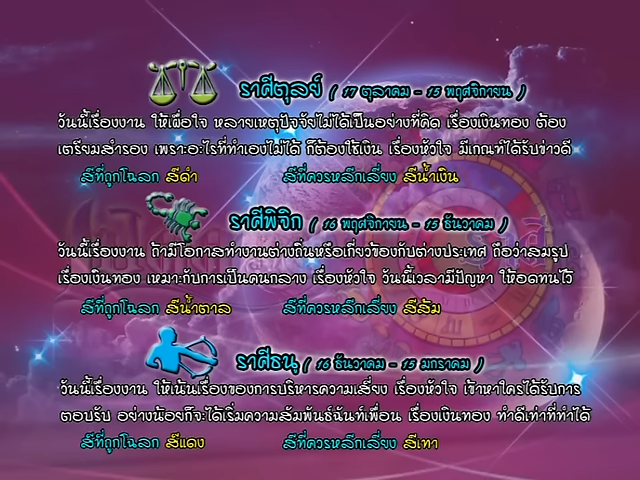 ราศีตุลย์ ( 17 ตุลาคม - 15 พฤศจิกายน )
วันนี้เรื่องงาน ให้เผื่อใจ หลายเหตุปัจจัยไม่ได้เป็นอย่างที่คิด เรื่องเงินทอง ต้อง
เตรียมสำรอง เพราะอะไรที่ทำเองไม่ได้ ก็ต้องใช้เงิน เรื่องหัวใจ มีเกณฑ์ได้รับข่าวดี
สีที่ถูกโฉลก สีดำ สีที่ควรหลีกเลี่ยง สีน้ำเงิน
ราศีพิจิก ( 16 พฤศจิกายน - 15 ธันวาคม )
วันนี้เรื่องงาน ถ้ามีโอกาสทำงานต่างถิ่นหรือเกี่ยวข้องกับต่างประเทศ ถือว่าสมรูป
เรื่องเงินทอง เหมาะกับการเป็นคนกลาง เรื่องหัวใจ วันนี้เวลามีปัญหา ให้อดทนไว้
สีที่ถูกโฉลก สีน้ำตาล สีที่ควรหลีกเลี่ยง สีส้ม
ราศีธนู ( 16 ธันวาคม - 15 มกราคม )
วันนี้เรื่องงาน ให้เน้นเรื่องของการบริหารความเสี่ยง เรื่องหัวใจ เข้าหาใครได้รับการ
ตอบรับ อย่างน้อยก็จะได้เริ่มความสัมพันธ์ฉันท์เพื่อน เรื่องเงินทอง ทำดีเท่าที่ทำได้
สีที่ถูกโฉลก สีแดง สีที่ควรหลีกเลี่ยง สีเทา